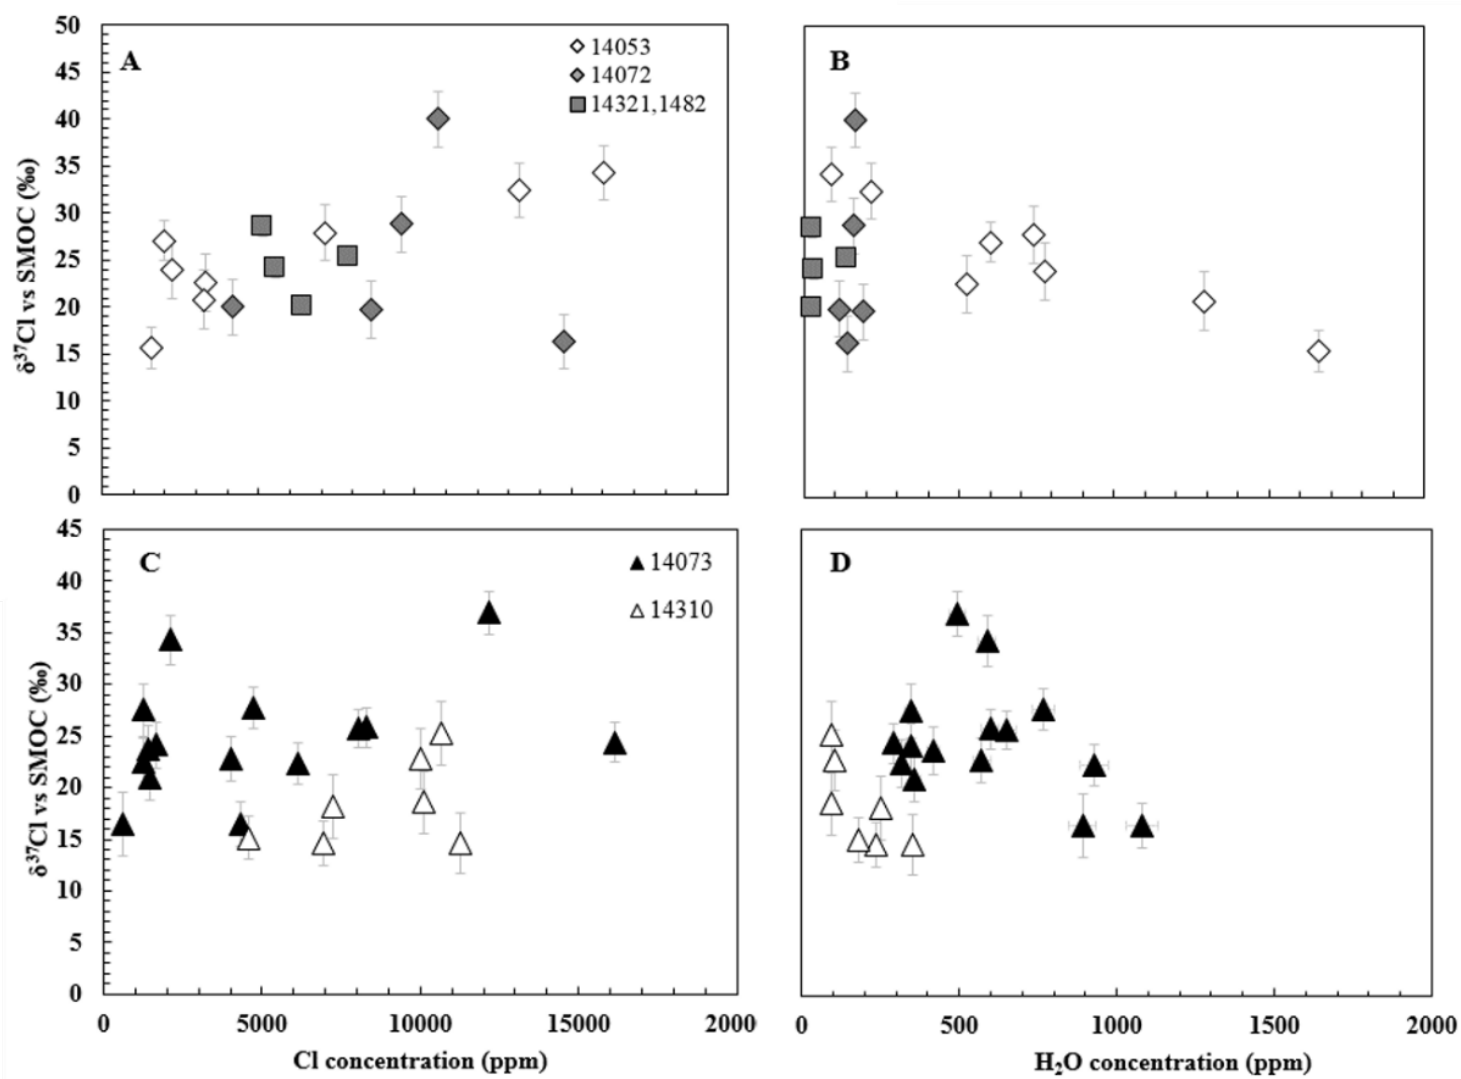 50
45
40
35
30
25
20
15
10
5
0
δ³⁷Cl vs SMOC (‰)
A
14053
14072
14321,1482
B
45
40
35
30
25
20
15
10
5
0
δ³⁷Cl vs SMOC (‰)
C
14073
14310
D
0 5000 10000 15000 2000
Cl concentration (ppm)
0 500 1000 1500 2000
H₂O concentration (ppm)